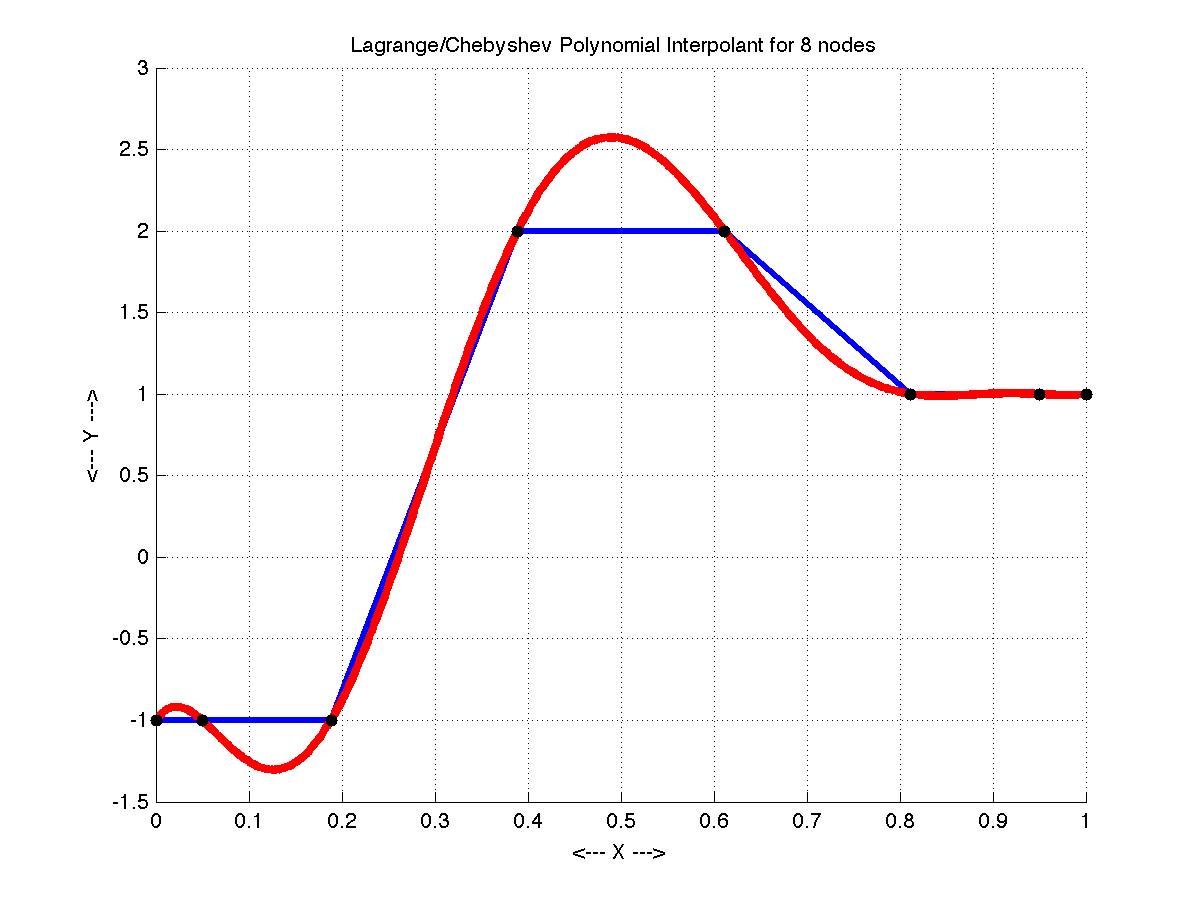 Lagrange/Chebyshev Polynomial Interpolant for 8 nodes
3
2.5
2
1.5
1
0.5
0
-0.5
-1
-1.5
<--- Y --->
0 0.1 0.2 0.3 0.4 0.5 0.6 0.7 0.8 0.9 1
<--- X --->